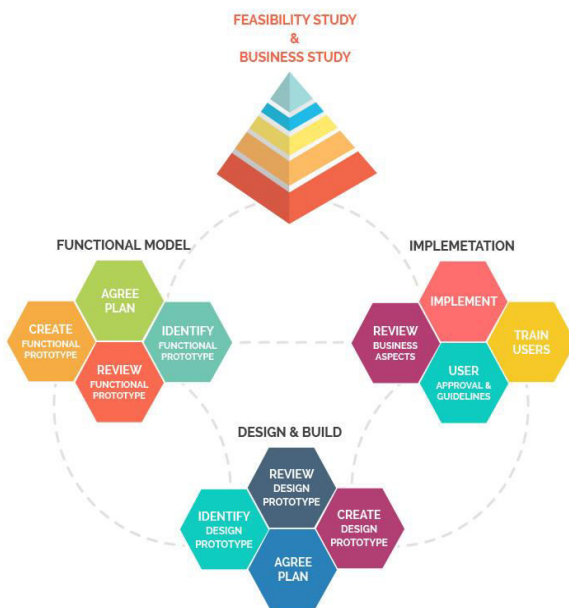 FEASIBILITY STUDY
&
BUSINESS STUDY
FUNCTIONAL MODEL
AGREE
PLAN
CREATE
FUNCTIONAL
PROTOTYPE
IDENTIFY
FUNCTIONAL
PROTOTYPE
REVIEW
FUNCTIONAL
PROTOTYPE
IMPLEMETATION
IMPLEMENT
REVIEW
BUSINESS
ASPECTS
TRAIN
USERS
USER
APPROVAL &
GUIDELINES
DESIGN & BUILD
REVIEW
DESIGN
PROTOTYPE
IDENTIFY
DESIGN
PROTOTYPE
CREATE
DESIGN
PROTOTYPE
AGREE
PLAN